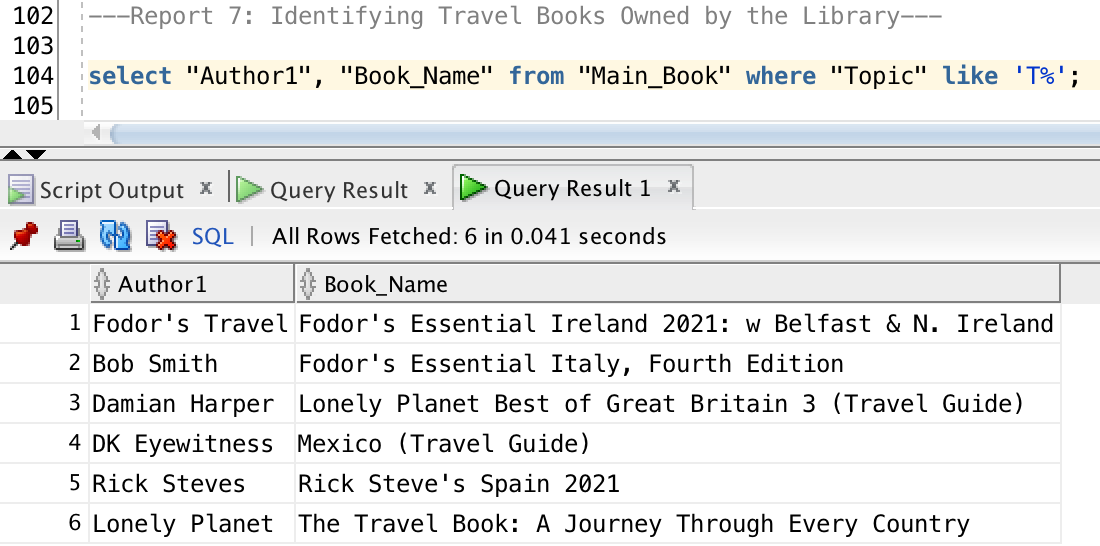 102 ---Report 7: Identifying Travel Books Owned by the Library---
103
104 select "Author1", "Book_Name" from "Main_Book" where "Topic" like 'T%';
105
Script Output x Query Result x Query Result 1 x
SQL | All Rows Fetched: 6 in 0.041 seconds
Author1 Book_Name
1 Fodor's Travel Fodor's Essential Ireland 2021: w Belfast & N. Ireland
2 Bob Smith Fodor's Essential Italy, Fourth Edition
3 Damian Harper Lonely Planet Best of Great Britain 3 (Travel Guide)
4 DK Eyewitness Mexico (Travel Guide)
5 Rick Steves Rick Steve's Spain 2021
6 Lonely Planet The Travel Book: A Journey Through Every Country